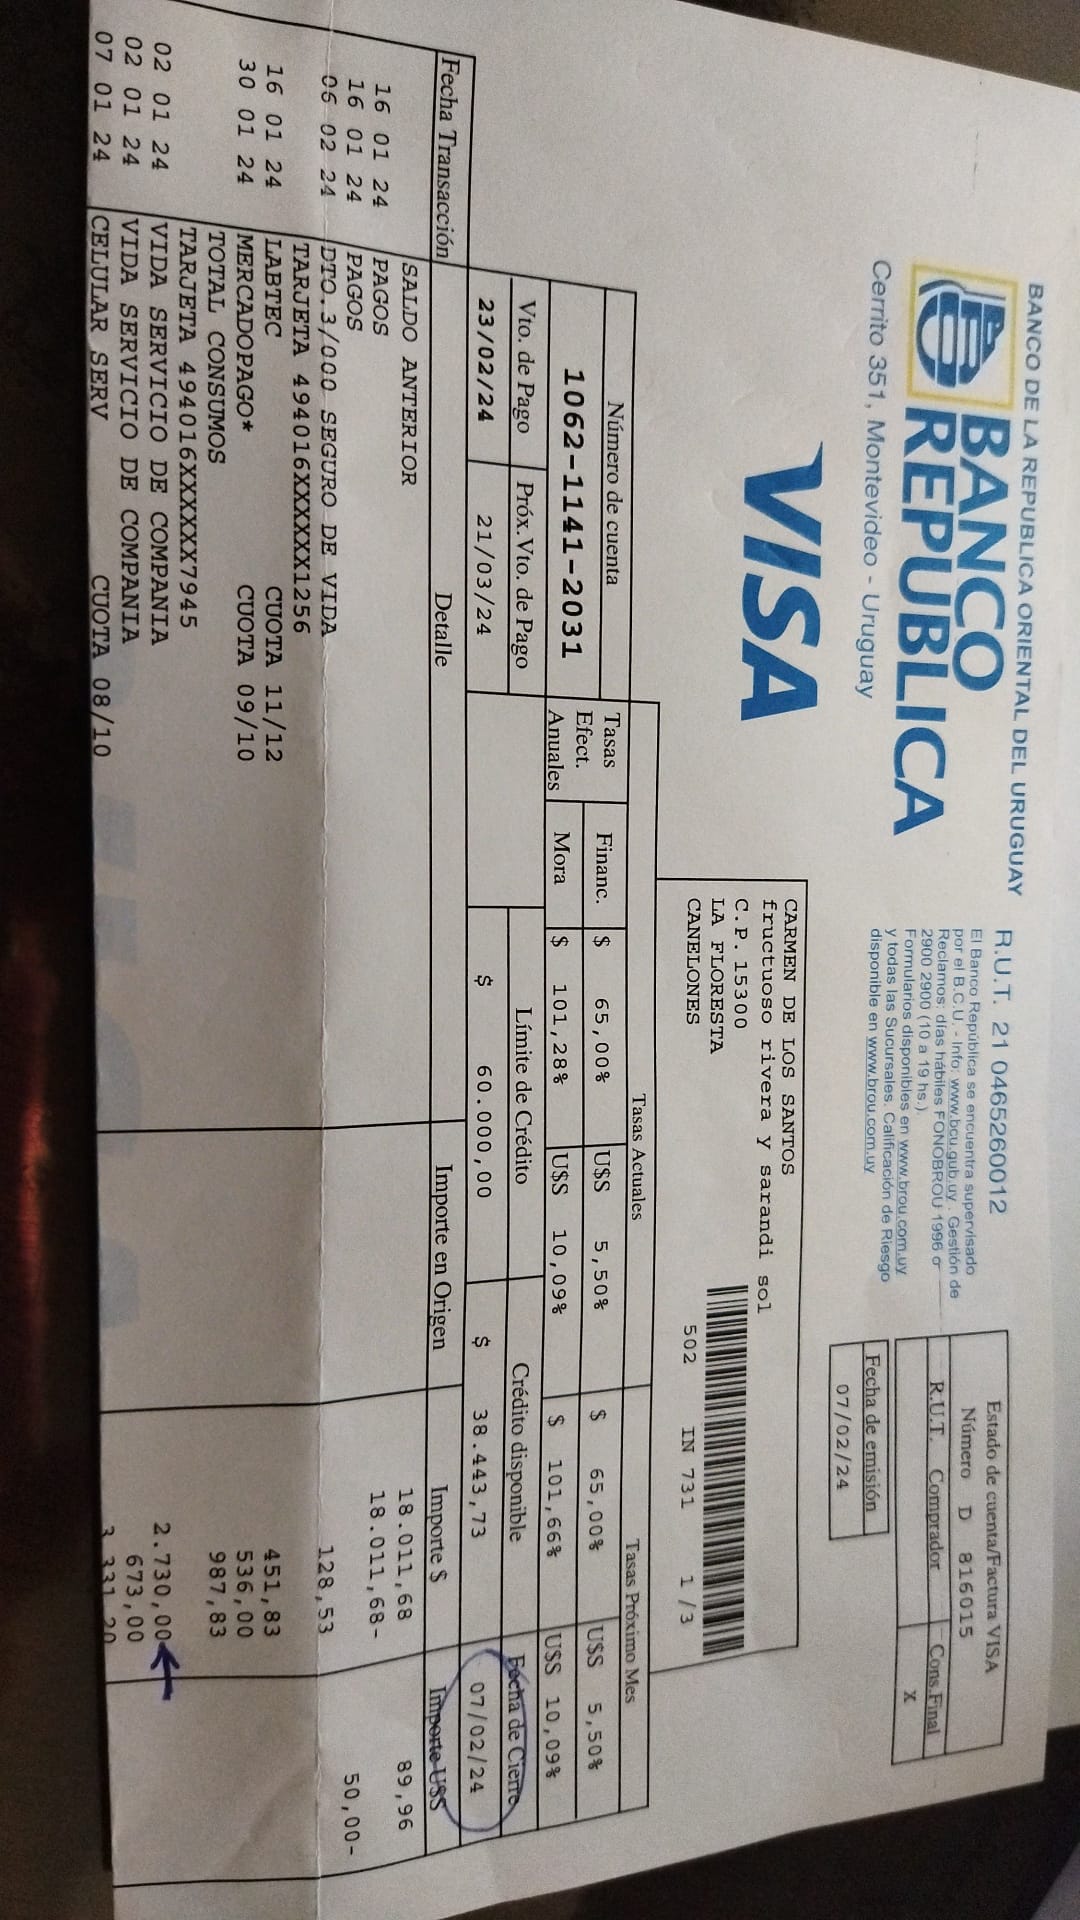 BANCO DE LA REPUBLICA ORIENTAL DEL URUGUAY
BANCO
REPUBLICA
Cerrito 351, Montevideo - Uruguay
R.U.T. 21 0465260012
El Banco República se encuentra supervisado
por el B.C.U. - Info: www.bcu.gub.uy. Gestión de
Reclamos: días hábiles FONOBROU 1996 o
2900 2900 (10 a 19 hs.).
Formularios disponibles en www.brou.com.uy
y todas las Sucursales. Calificación de Riesgo
disponible en www.brou.com.uy
Estado de cuenta/Factura VISA
Número D 816015
R.U.T. Comprador Cons.Final
X
Fecha de emisión
07/02/24
VISA
CARMEN DE LOS SANTOS
fructuoso rivera y sarandi sol
C.P.15300
LA FLORESTA
CANELONES
502 IN 731 1 /3
Número de cuenta
1062-1141-2031
Tasas Actuales Tasas Próximo Mes
Tasas Efect. Anuales
Financ. $ 65,00% U$S 5,50% $ 65,00% U$S 5,50%
Mora $ 101,28% U$S 10,09% $ 101,66% U$S 10,09%
Vto. de Pago Próx.Vto. de Pago Límite de Crédito Crédito disponible Fecha de Cierre
23/02/24 21/03/24 $ 60.000,00 $ 38.443,73 07/02/24
Fecha Transacción Detalle Importe en Origen Importe $ Importe U$S
SALDO ANTERIOR 18.011,68 89,96
16 01 24 PAGOS 18.011,68-
16 01 24 PAGOS 50,00-
06 02 24 DTO.3/000 SEGURO DE VIDA 128,53
TARJETA 494016XXXXXX1256
16 01 24 LABTEC CUOTA 11/12 451,83
30 01 24 MERCADOPAGO* CUOTA 09/10 536,00
TOTAL CONSUMOS 987,83
TARJETA 494016XXXXXX7945
02 01 24 VIDA SERVICIO DE COMPANIA 2.730,00
02 01 24 VIDA SERVICIO DE COMPANIA 673,00
07 01 24 CELULAR SERV CUOTA 08/10 3.331,20